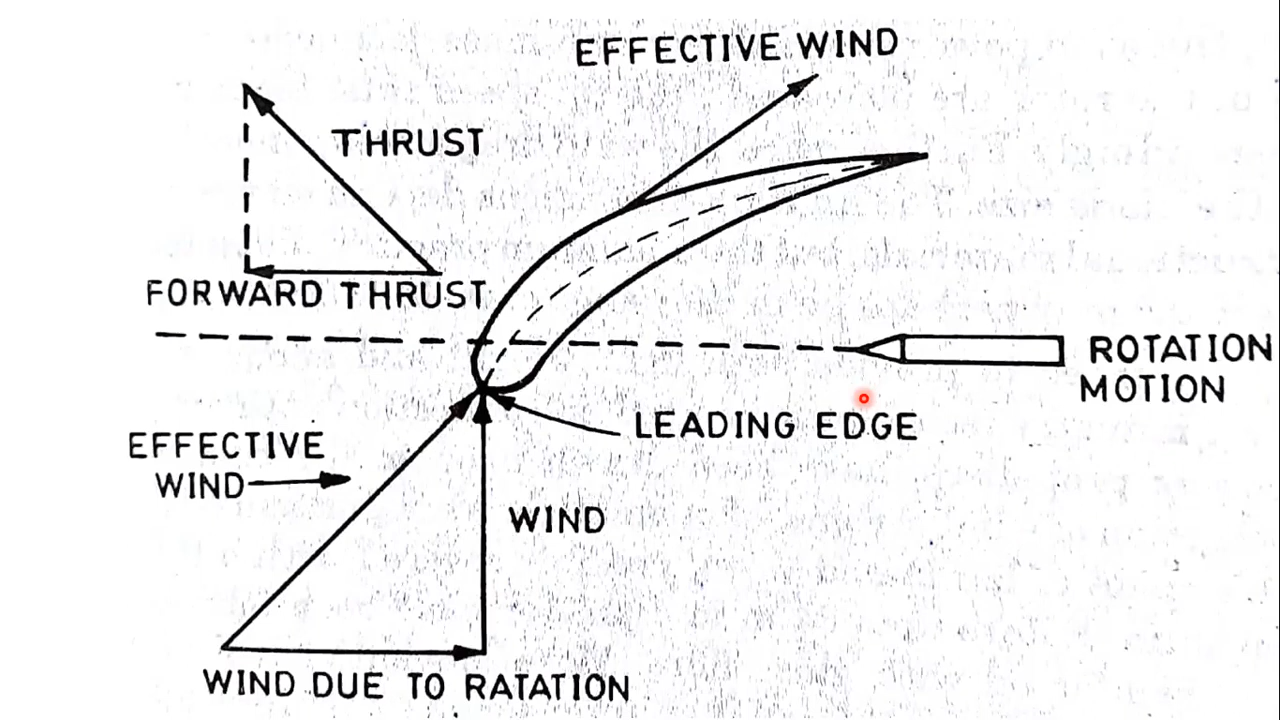 EFFECTIVE WIND
THRUST
FORWARD THRUST
ROTATION
MOTION
LEADING EDGE
EFFECTIVE
WIND
WIND
WIND DUE TO RATATION